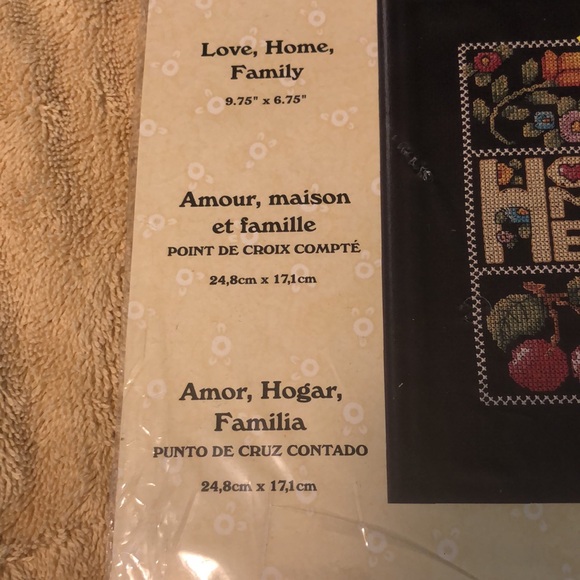 Love, Home,
Family
9.75" x 6.75"
Amour, maison
et famille
POINT DE CROIX COMPTÉ
24,8cm x 17,1cm
Amor, Hogar,
Familia
PUNTO DE CRUZ CONTADO
24,8cm x 17,1cm
HOME